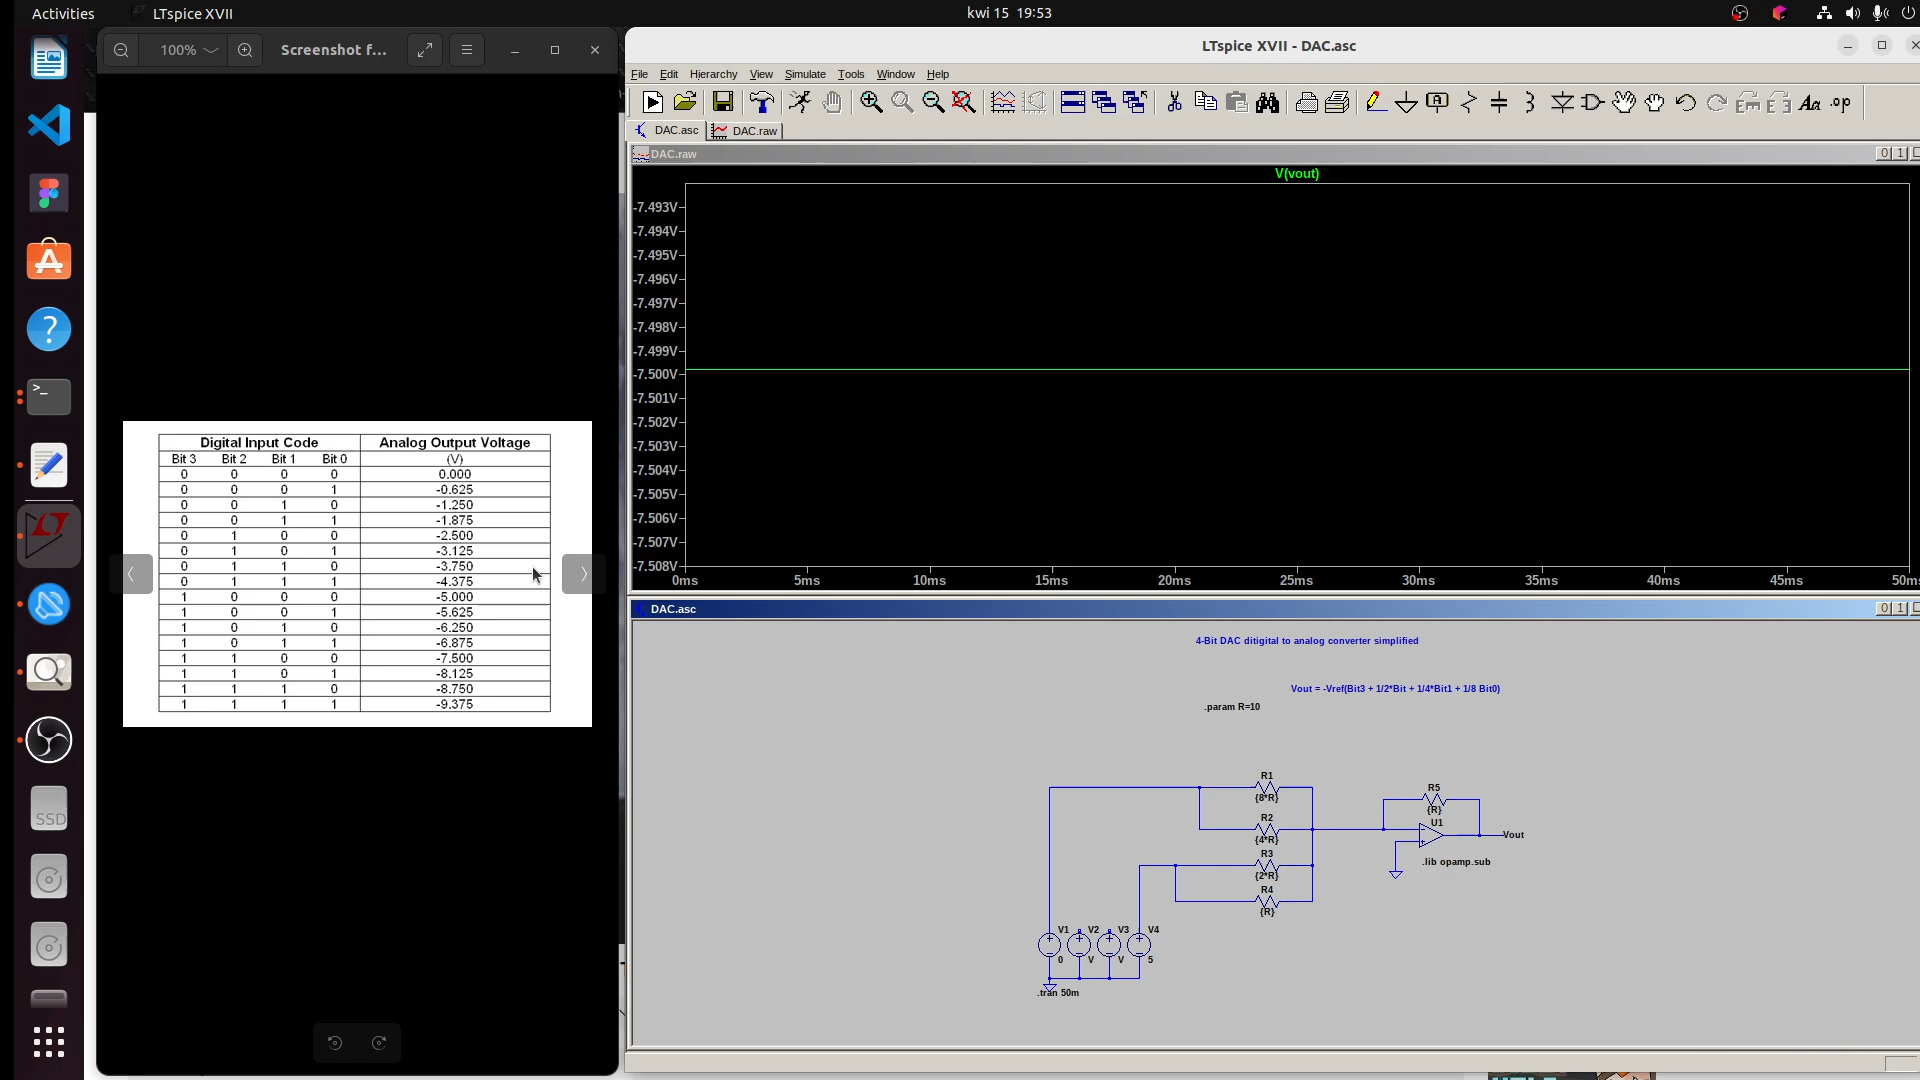 Activities
LTspice XVII
kwi 15 19:53
100%
Screenshot f...
LTspice XVII - DAC.asc
File Edit Hierarchy View Simulate Tools Window Help
DAC.asc
DAC.raw
DAC.raw
V(vout)
-7.493V
-7.494V
-7.495V
-7.496V
-7.497V
-7.498V
-7.499V
-7.500V
-7.501V
-7.502V
-7.503V
-7.504V
-7.505V
-7.506V
-7.507V
-7.508V
0ms 5ms 10ms 15ms 20ms 25ms 30ms 35ms 40ms 45ms 50ms
Digital Input Code Analog Output Voltage
Bit 3 Bit 2 Bit 1 Bit 0 (V)
0 0 0 0 0.000
0 0 0 1 -0.625
0 0 1 0 -1.250
0 0 1 1 -1.875
0 1 0 0 -2.500
0 1 0 1 -3.125
0 1 1 0 -3.750
0 1 1 1 -4.375
1 0 0 0 -5.000
1 0 0 1 -5.625
1 0 1 0 -6.250
1 0 1 1 -6.875
1 1 0 0 -7.500
1 1 0 1 -8.125
1 1 1 0 -8.750
1 1 1 1 -9.375
DAC.asc
4-Bit DAC ditigital to analog converter simplified
Vout = -Vref(Bit3 + 1/2*Bit + 1/4*Bit1 + 1/8 Bit0)
.param R=10
R1
{8*R}
R2
{4*R}
R3
{2*R}
R4
{R}
R5
{R}
U1
Vout
.lib opamp.sub
V1 V2 V3 V4
0 V V 5
.tran 50m
SSD